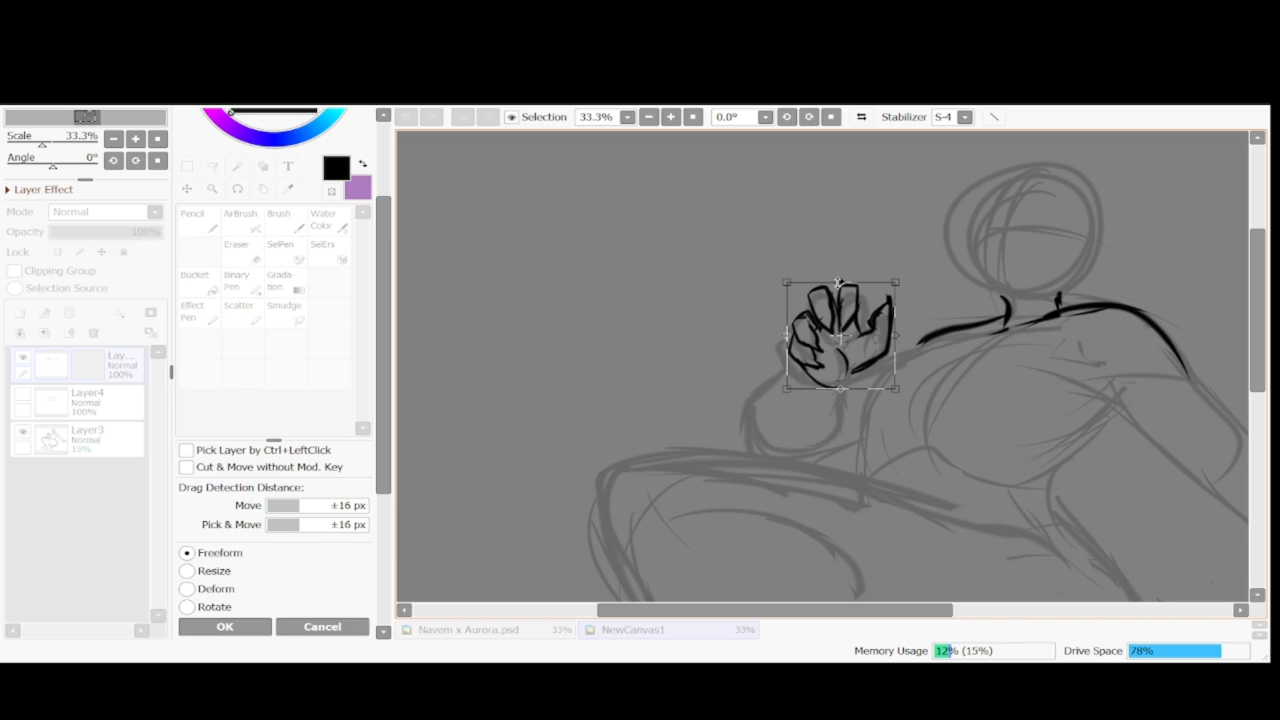 Selection 33.3% 0.0° Stabilizer S-4
Scale 33.3%
Angle 0°
Layer Effect
Mode Normal
Opacity 100%
Lock
Clipping Group
Selection Source
Lay...
Normal
100%
Layer4
Normal
100%
Layer3
Normal
19%
T
Pencil AirBrush Brush Water
Color
Eraser SelPen SelErs
Bucket Binary Grada-
Pen tion
Effect Scatter Smudge
Pen
Pick Layer by Ctrl+LeftClick
Cut & Move without Mod. Key
Drag Detection Distance:
Move ±16 px
Pick & Move ±16 px
Freeform
Resize
Deform
Rotate
OK Cancel
Navem x Aurora.psd 33% NewCanvas1 33%
Memory Usage 12% (15%) Drive Space 78%